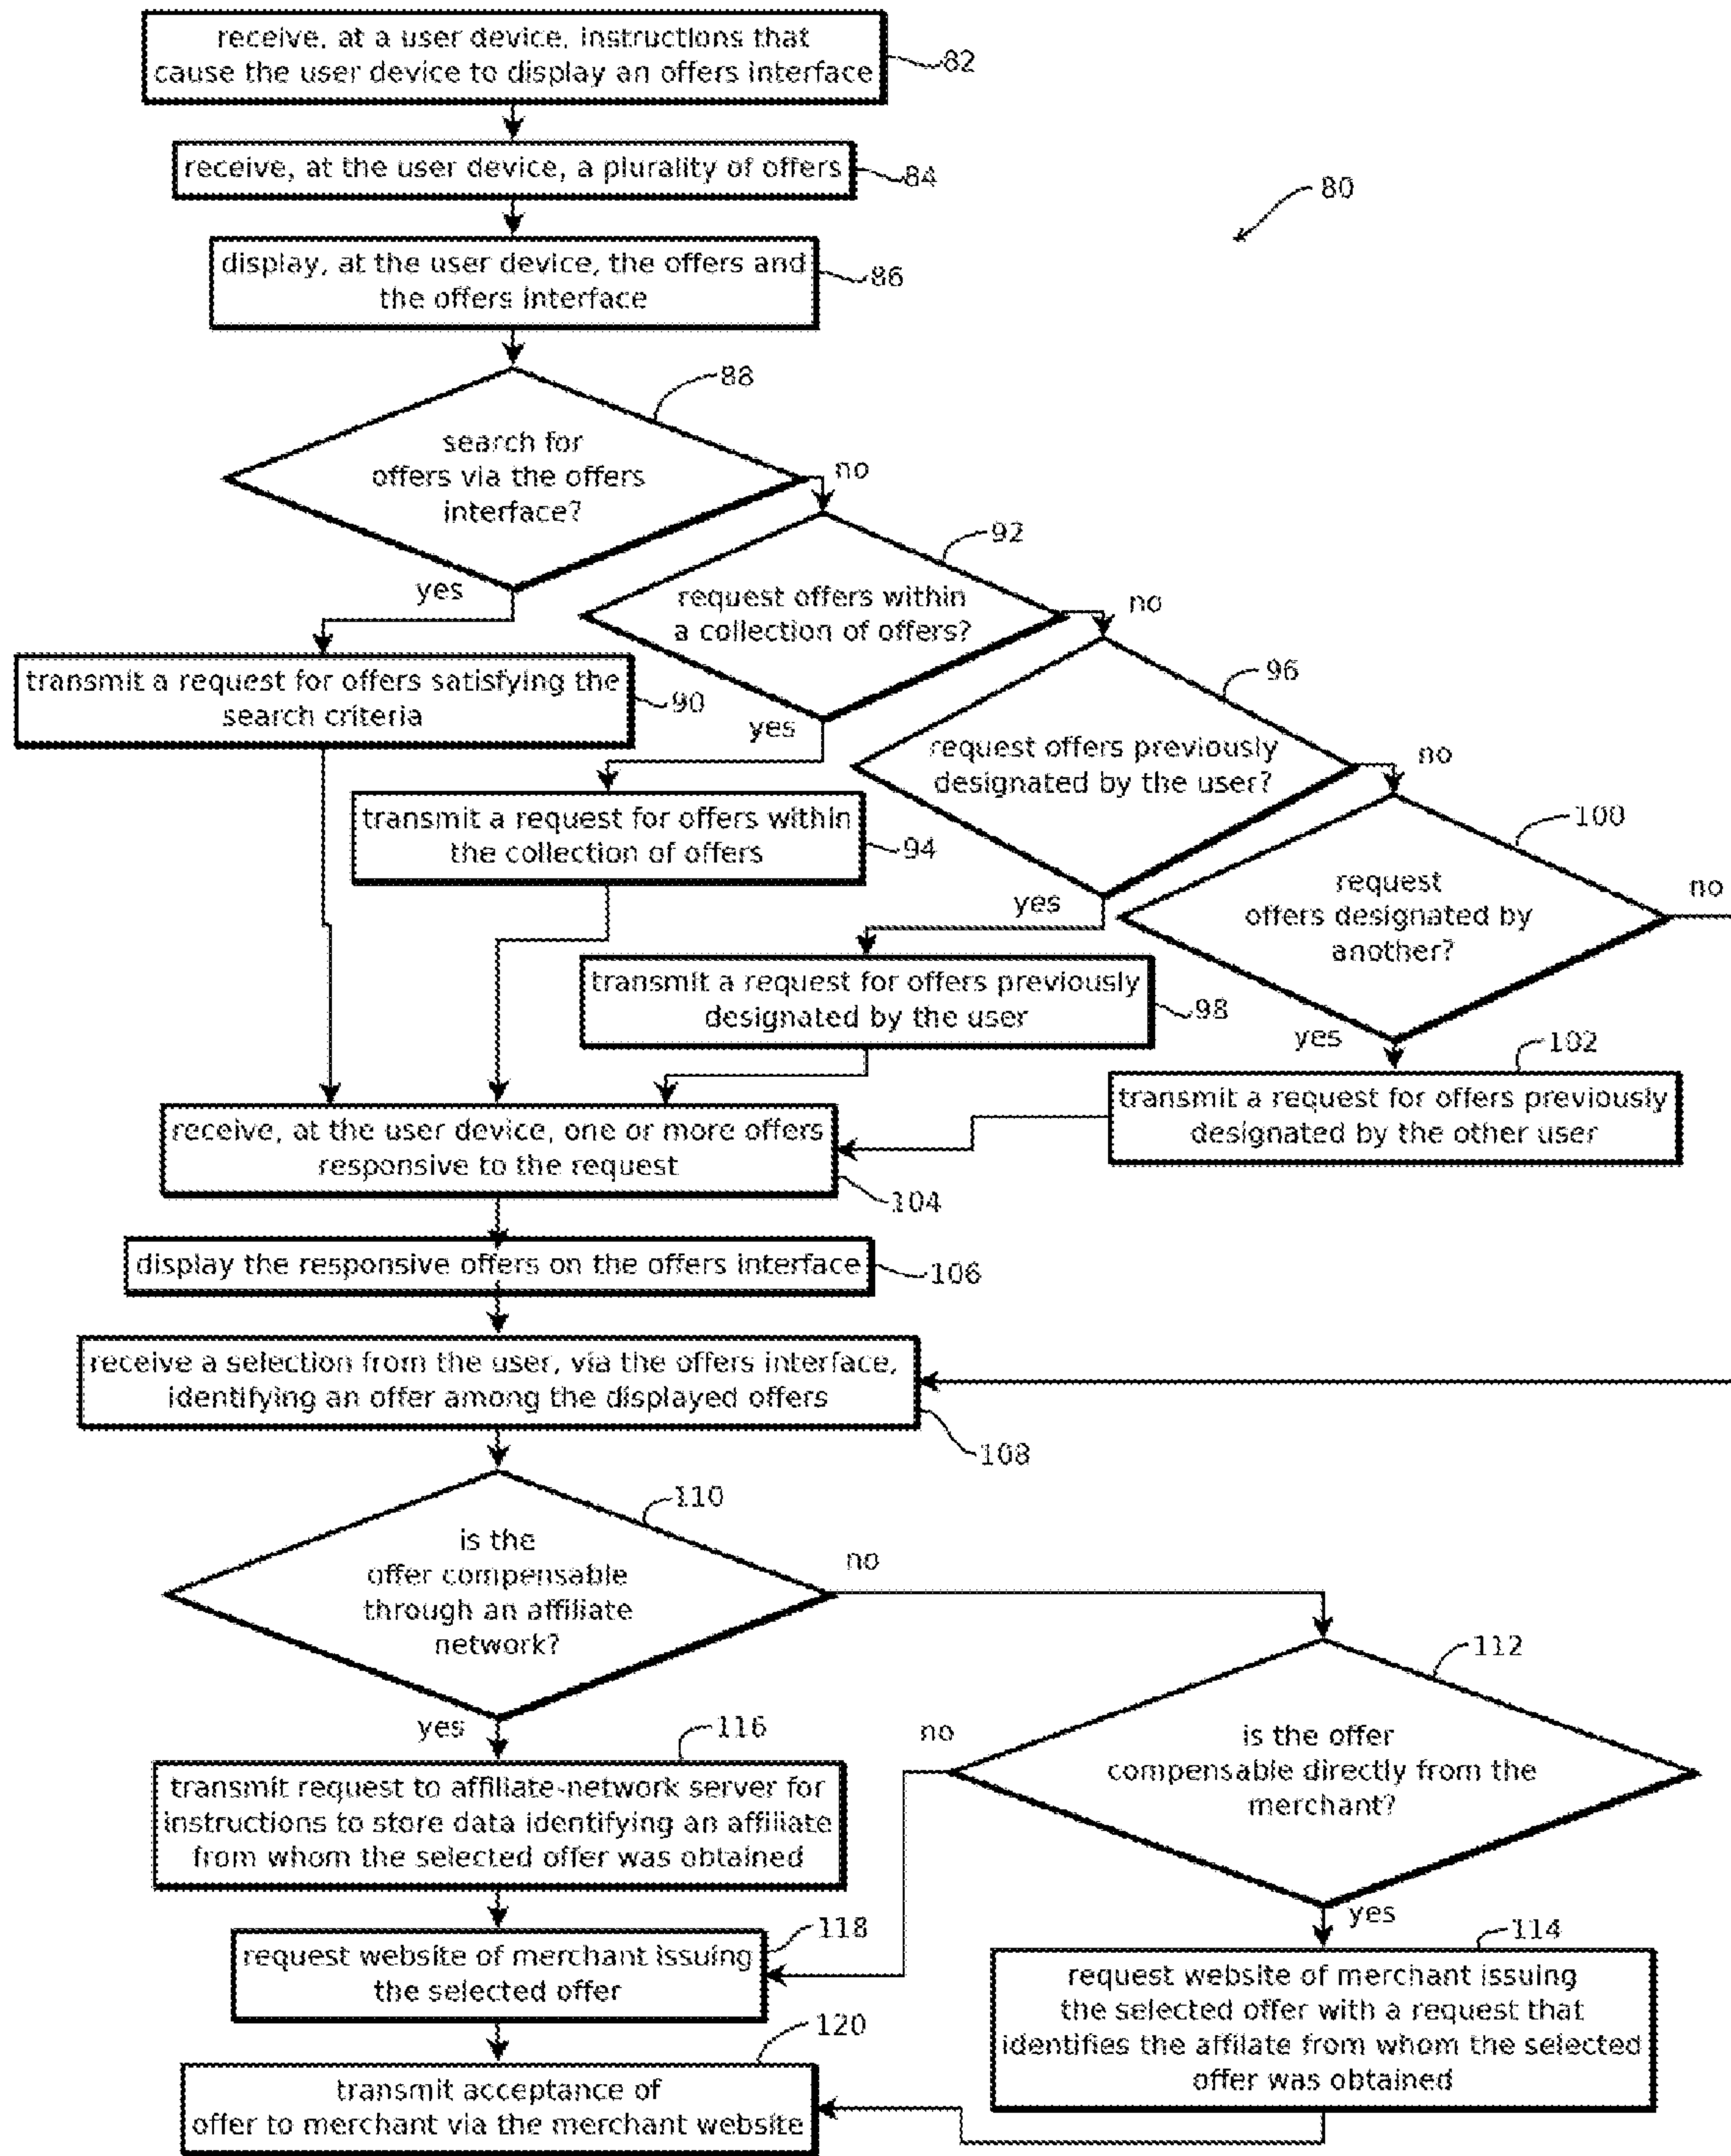 receive, at a user device, instructions that
cause the user device to display an offers interface
82
receive, at the user device, a plurality of offers
84
80
display, at the user device, the offers and
the offers interface
86
88
search for
offers via the offers
interface?
no
yes
92
request offers within
a collection of offers?
no
yes
transmit a request for offers satisfying the
search criteria
90
96
request offers previously
designated by the user?
no
yes
transmit a request for offers within
the collection of offers
94
100
request
offers designated by
another?
no
yes
transmit a request for offers previously
designated by the user
98
102
transmit a request for offers previously
designated by the other user
receive, at the user device, one or more offers
responsive to the request
104
display the responsive offers on the offers interface
106
receive a selection from the user, via the offers interface,
identifying an offer among the displayed offers
108
110
is the
offer compensable
through an affiliate
network?
no
yes
112
is the offer
compensable directly from the
merchant?
no
yes
116
transmit request to affiliate-network server for
instructions to store data identifying an affiliate
from whom the selected offer was obtained
118
request website of merchant issuing
the selected offer
114
request website of merchant issuing
the selected offer with a request that
identifies the affilate from whom the selected
offer was obtained
120
transmit acceptance of
offer to merchant via the merchant website